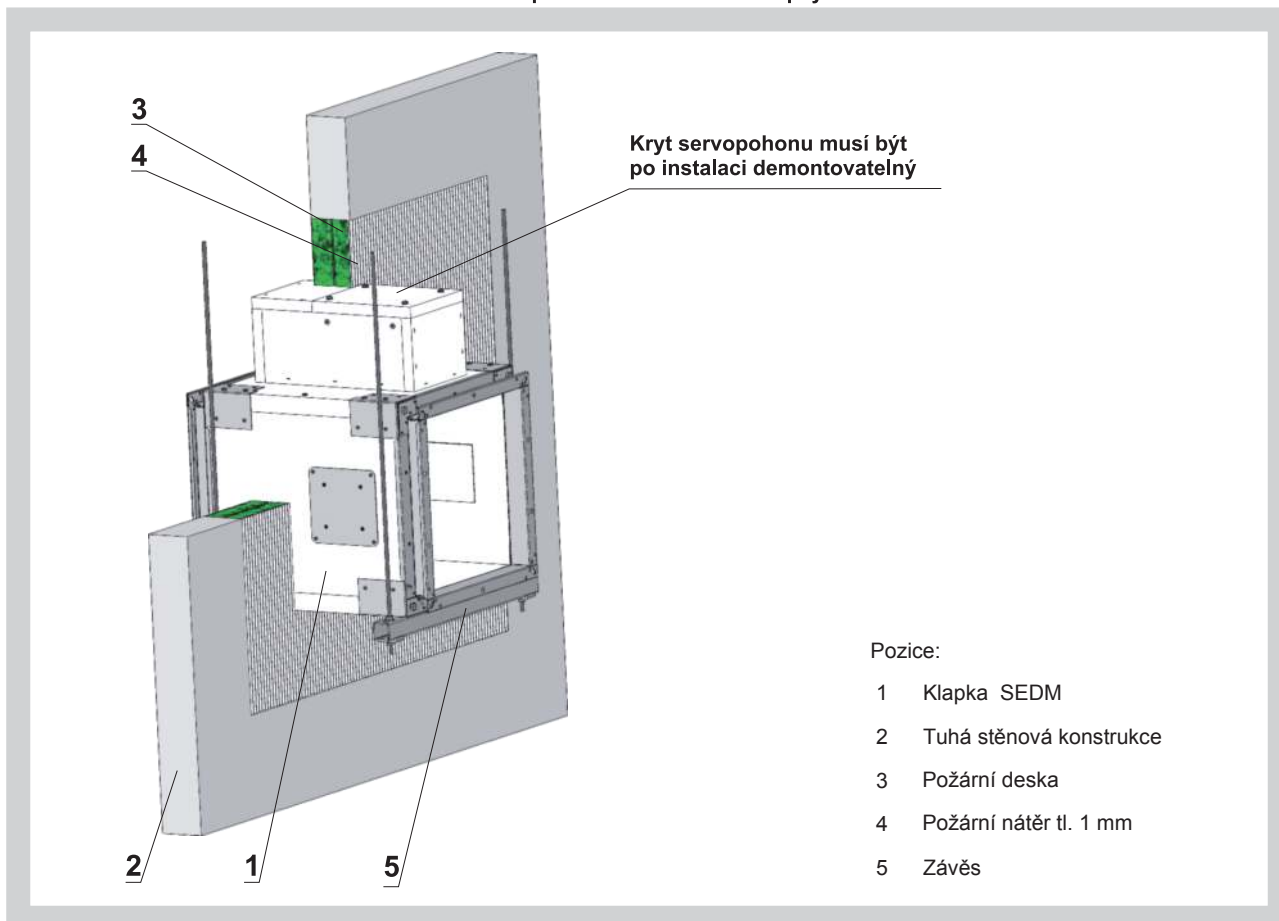 3
4
Kryt servopohonu musí být
po instalaci demontovatelný
Pozice:
1 Klapka SEDM
2 Tuhá stěnová konstrukce
3 Požární deska
4 Požární nátěr tl. 1 mm
5 Závěs
2
1
5